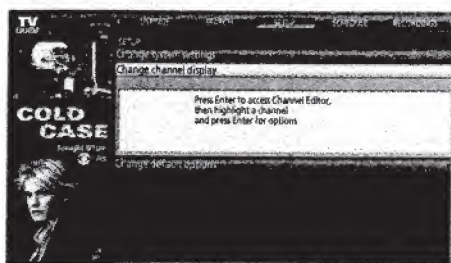 TV
GUIDE
SETUP
Change system settings
Change channel display
Press Enter to access Channel Editor,
then highlight a channel
and press Enter for options
COLD
CASE
Change default options